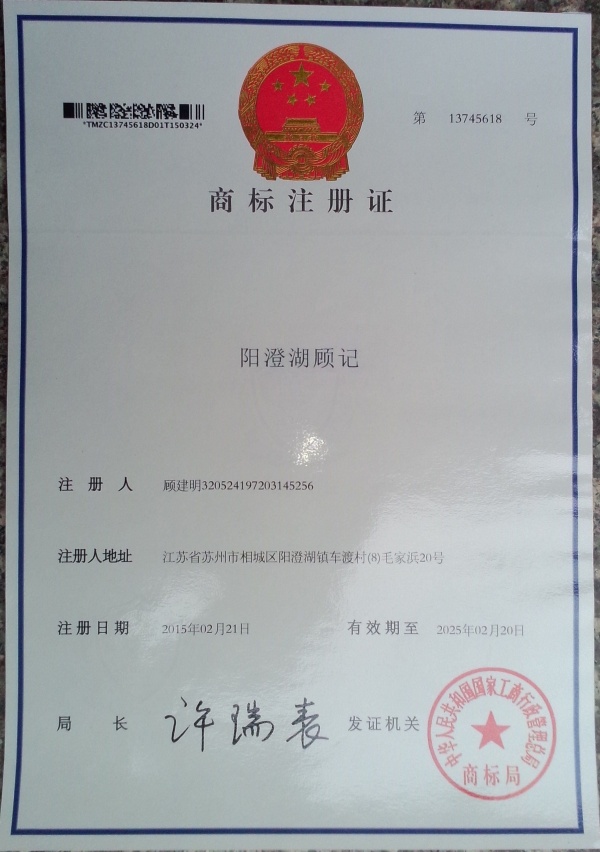 *TMZC13745618D01T150324*
第 13745618 号
商标注册证
阳澄湖顾记
注册人 顾建明320524197203145256
注册人地址 江苏省苏州市相城区阳澄湖镇车渡村(8)毛家浜20号
注册日期 2015年02月21日 有效期至 2025年02月20日
局长 许瑞表 发证机关
中华人民共和国国家工商行政管理总局
商标局